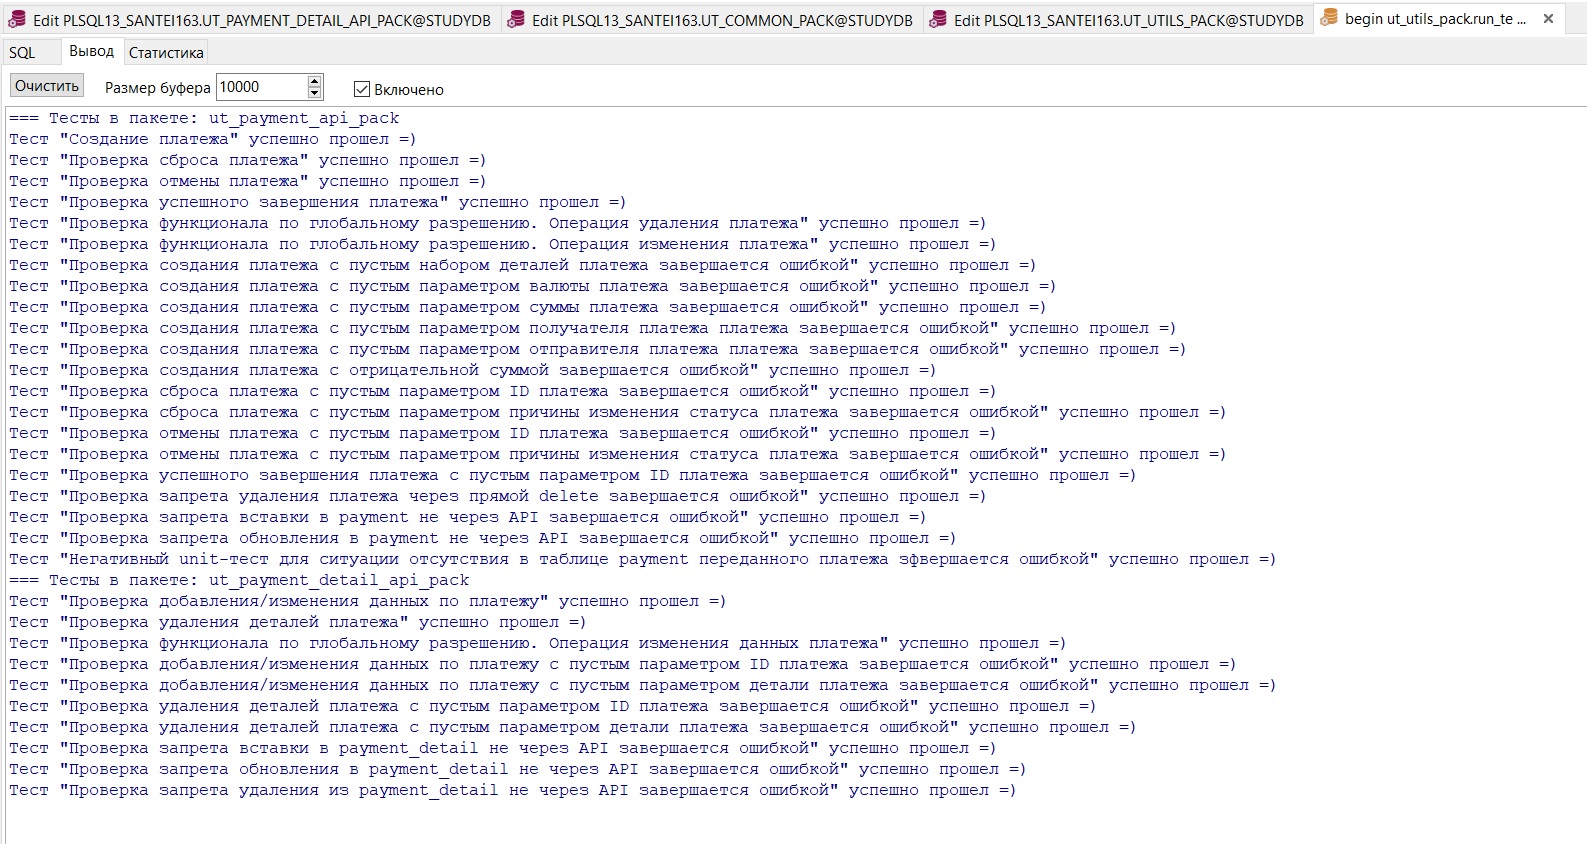 Edit PLSQL13_SANTEI163.UT_PAYMENT_DETAIL_API_PACK@STUDYDB Edit PLSQL13_SANTEI163.UT_COMMON_PACK@STUDYDB Edit PLSQL13_SANTEI163.UT_UTILS_PACK@STUDYDB begin ut_utils_pack.run_te ...
SQL Вывод Статистика
Очистить Размер буфера 10000 Включено
=== Тесты в пакете: ut_payment_api_pack
Тест "Создание платежа" успешно прошел =)
Тест "Проверка сброса платежа" успешно прошел =)
Тест "Проверка отмены платежа" успешно прошел =)
Тест "Проверка успешного завершения платежа" успешно прошел =)
Тест "Проверка функционала по глобальному разрешению. Операция удаления платежа" успешно прошел =)
Тест "Проверка функционала по глобальному разрешению. Операция изменения платежа" успешно прошел =)
Тест "Проверка создания платежа с пустым набором деталей платежа завершается ошибкой" успешно прошел =)
Тест "Проверка создания платежа с пустым параметром валюты платежа завершается ошибкой" успешно прошел =)
Тест "Проверка создания платежа с пустым параметром суммы платежа завершается ошибкой" успешно прошел =)
Тест "Проверка создания платежа с пустым параметром получателя платежа платежа завершается ошибкой" успешно прошел =)
Тест "Проверка создания платежа с пустым параметром отправителя платежа платежа завершается ошибкой" успешно прошел =)
Тест "Проверка создания платежа с отрицательной суммой завершается ошибкой" успешно прошел =)
Тест "Проверка сброса платежа с пустым параметром ID платежа завершается ошибкой" успешно прошел =)
Тест "Проверка сброса платежа с пустым параметром причины изменения статуса платежа завершается ошибкой" успешно прошел =)
Тест "Проверка отмены платежа с пустым параметром ID платежа завершается ошибкой" успешно прошел =)
Тест "Проверка отмены платежа с пустым параметром причины изменения статуса платежа завершается ошибкой" успешно прошел =)
Тест "Проверка успешного завершения платежа с пустым параметром ID платежа завершается ошибкой" успешно прошел =)
Тест "Проверка запрета удаления платежа через прямой delete завершается ошибкой" успешно прошел =)
Тест "Проверка запрета вставки в payment не через API завершается ошибкой" успешно прошел =)
Тест "Проверка запрета обновления в payment не через API завершается ошибкой" успешно прошел =)
Тест "Негативный unit-тест для ситуации отсутствия в таблице payment переданного платежа зфвершается ошибкой" успешно прошел =)
=== Тесты в пакете: ut_payment_detail_api_pack
Тест "Проверка добавления/изменения данных по платежу" успешно прошел =)
Тест "Проверка удаления деталей платежа" успешно прошел =)
Тест "Проверка функционала по глобальному разрешению. Операция изменения данных платежа" успешно прошел =)
Тест "Проверка добавления/изменения данных по платежу с пустым параметром ID платежа завершается ошибкой" успешно прошел =)
Тест "Проверка добавления/изменения данных по платежу с пустым параметром детали платежа завершается ошибкой" успешно прошел =)
Тест "Проверка удаления деталей платежа с пустым параметром ID платежа завершается ошибкой" успешно прошел =)
Тест "Проверка удаления деталей платежа с пустым параметром детали платежа завершается ошибкой" успешно прошел =)
Тест "Проверка запрета вставки в payment_detail не через API завершается ошибкой" успешно прошел =)
Тест "Проверка запрета обновления в payment_detail не через API завершается ошибкой" успешно прошел =)
Тест "Проверка запрета удаления из payment_detail не через API завершается ошибкой" успешно прошел =)